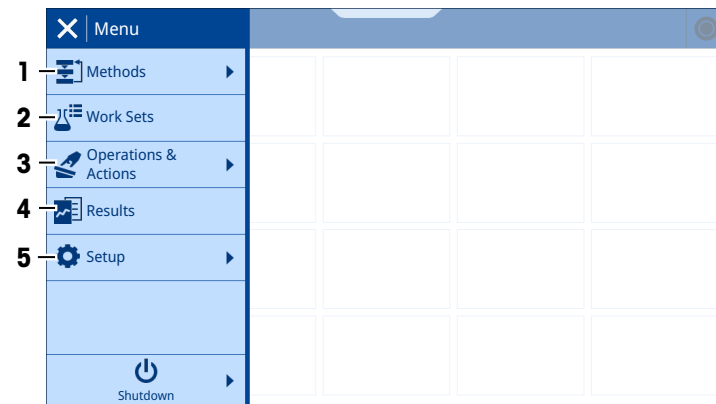 Menu
1 Methods
2 Work Sets
3 Operations &
Actions
4 Results
5 Setup
Shutdown